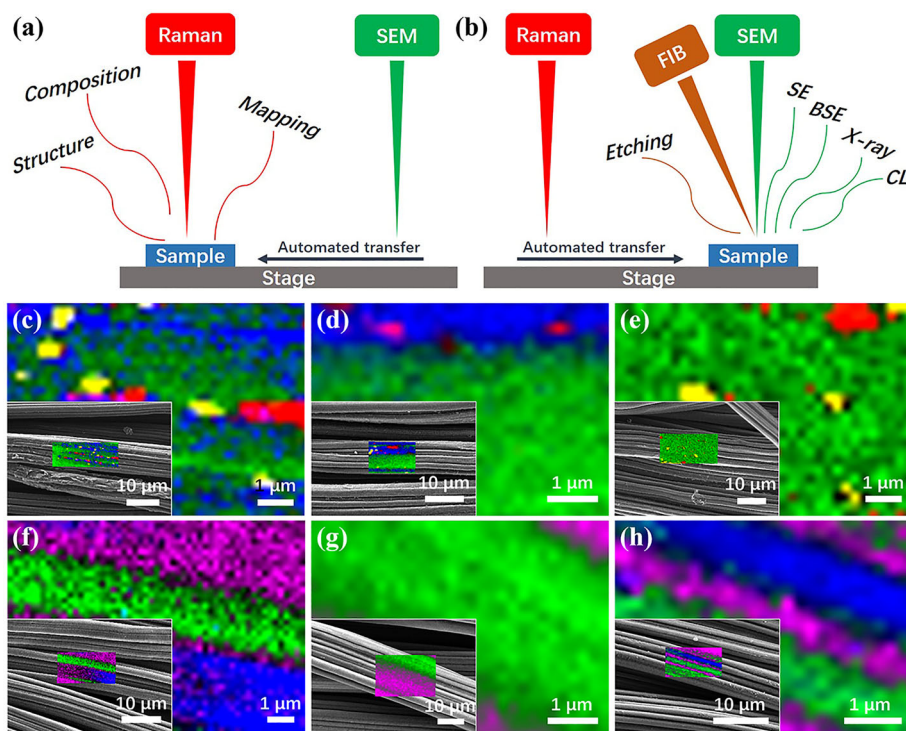 (a)
Raman
SEM
Composition
Mapping
Structure
Automated transfer
Sample
Stage
(b)
Raman
FIB
SEM
SE
BSE
X-ray
CL
Etching
Automated transfer
Sample
Stage
(c)
10 μm
1 μm
(d)
10 μm
1 μm
(e)
10 μm
1 μm
(f)
10 μm
1 μm
(g)
10 μm
1 μm
(h)
10 μm
1 μm